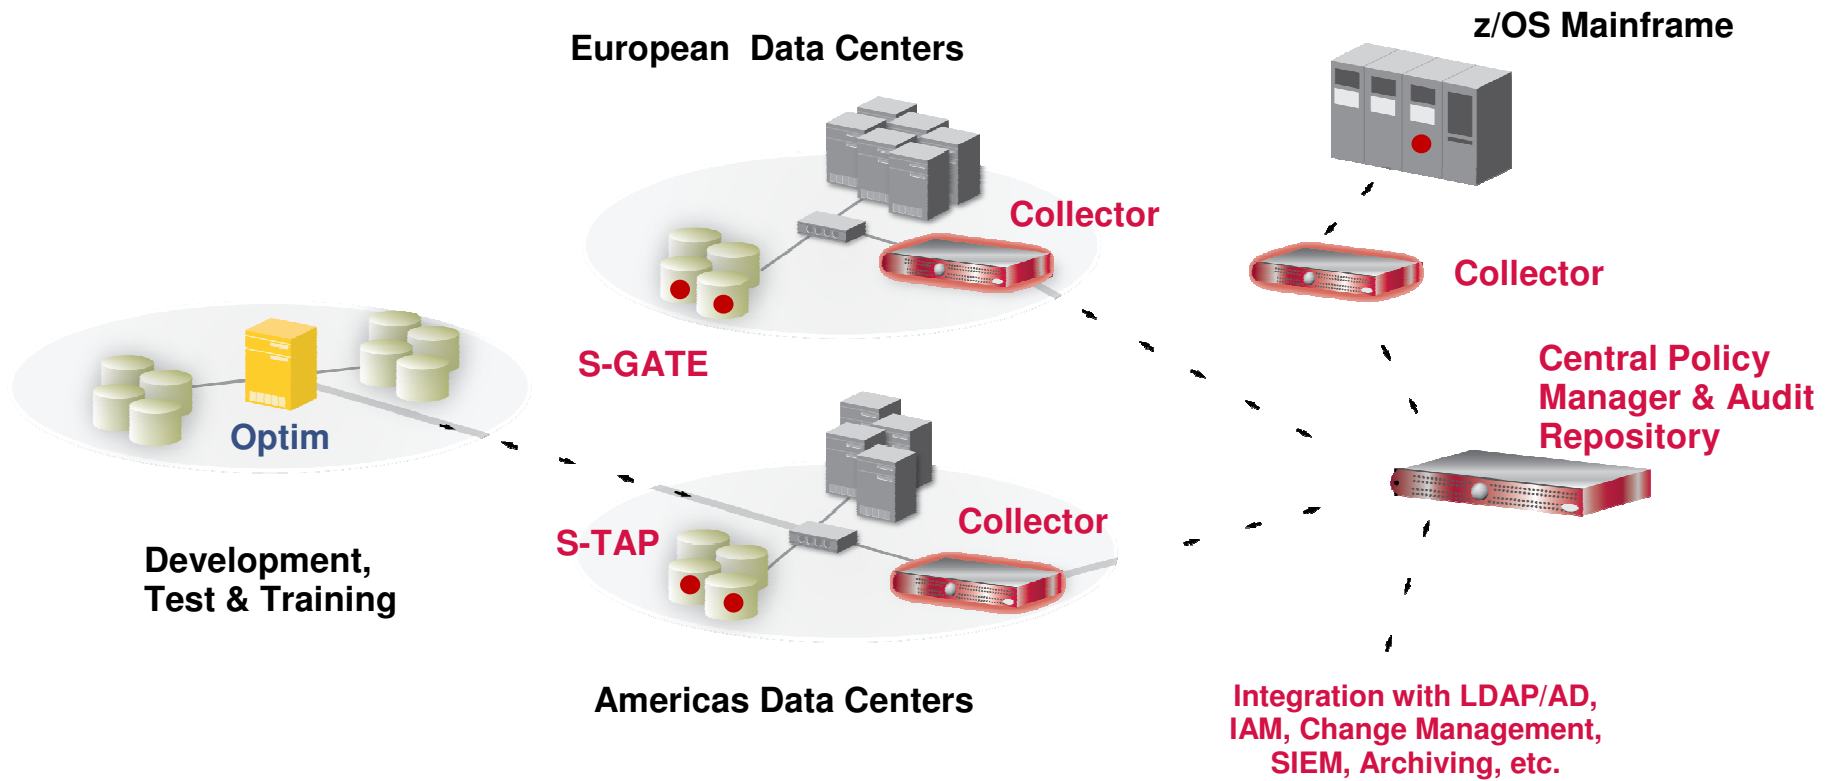 z/OS Mainframe
European Data Centers
Collector
Collector
S-GATE
Central Policy
Manager & Audit
Repository
Optim
S-TAP
Collector
Development,
Test & Training
Americas Data Centers
Integration with LDAP/AD,
IAM, Change Management,
SIEM, Archiving, etc.